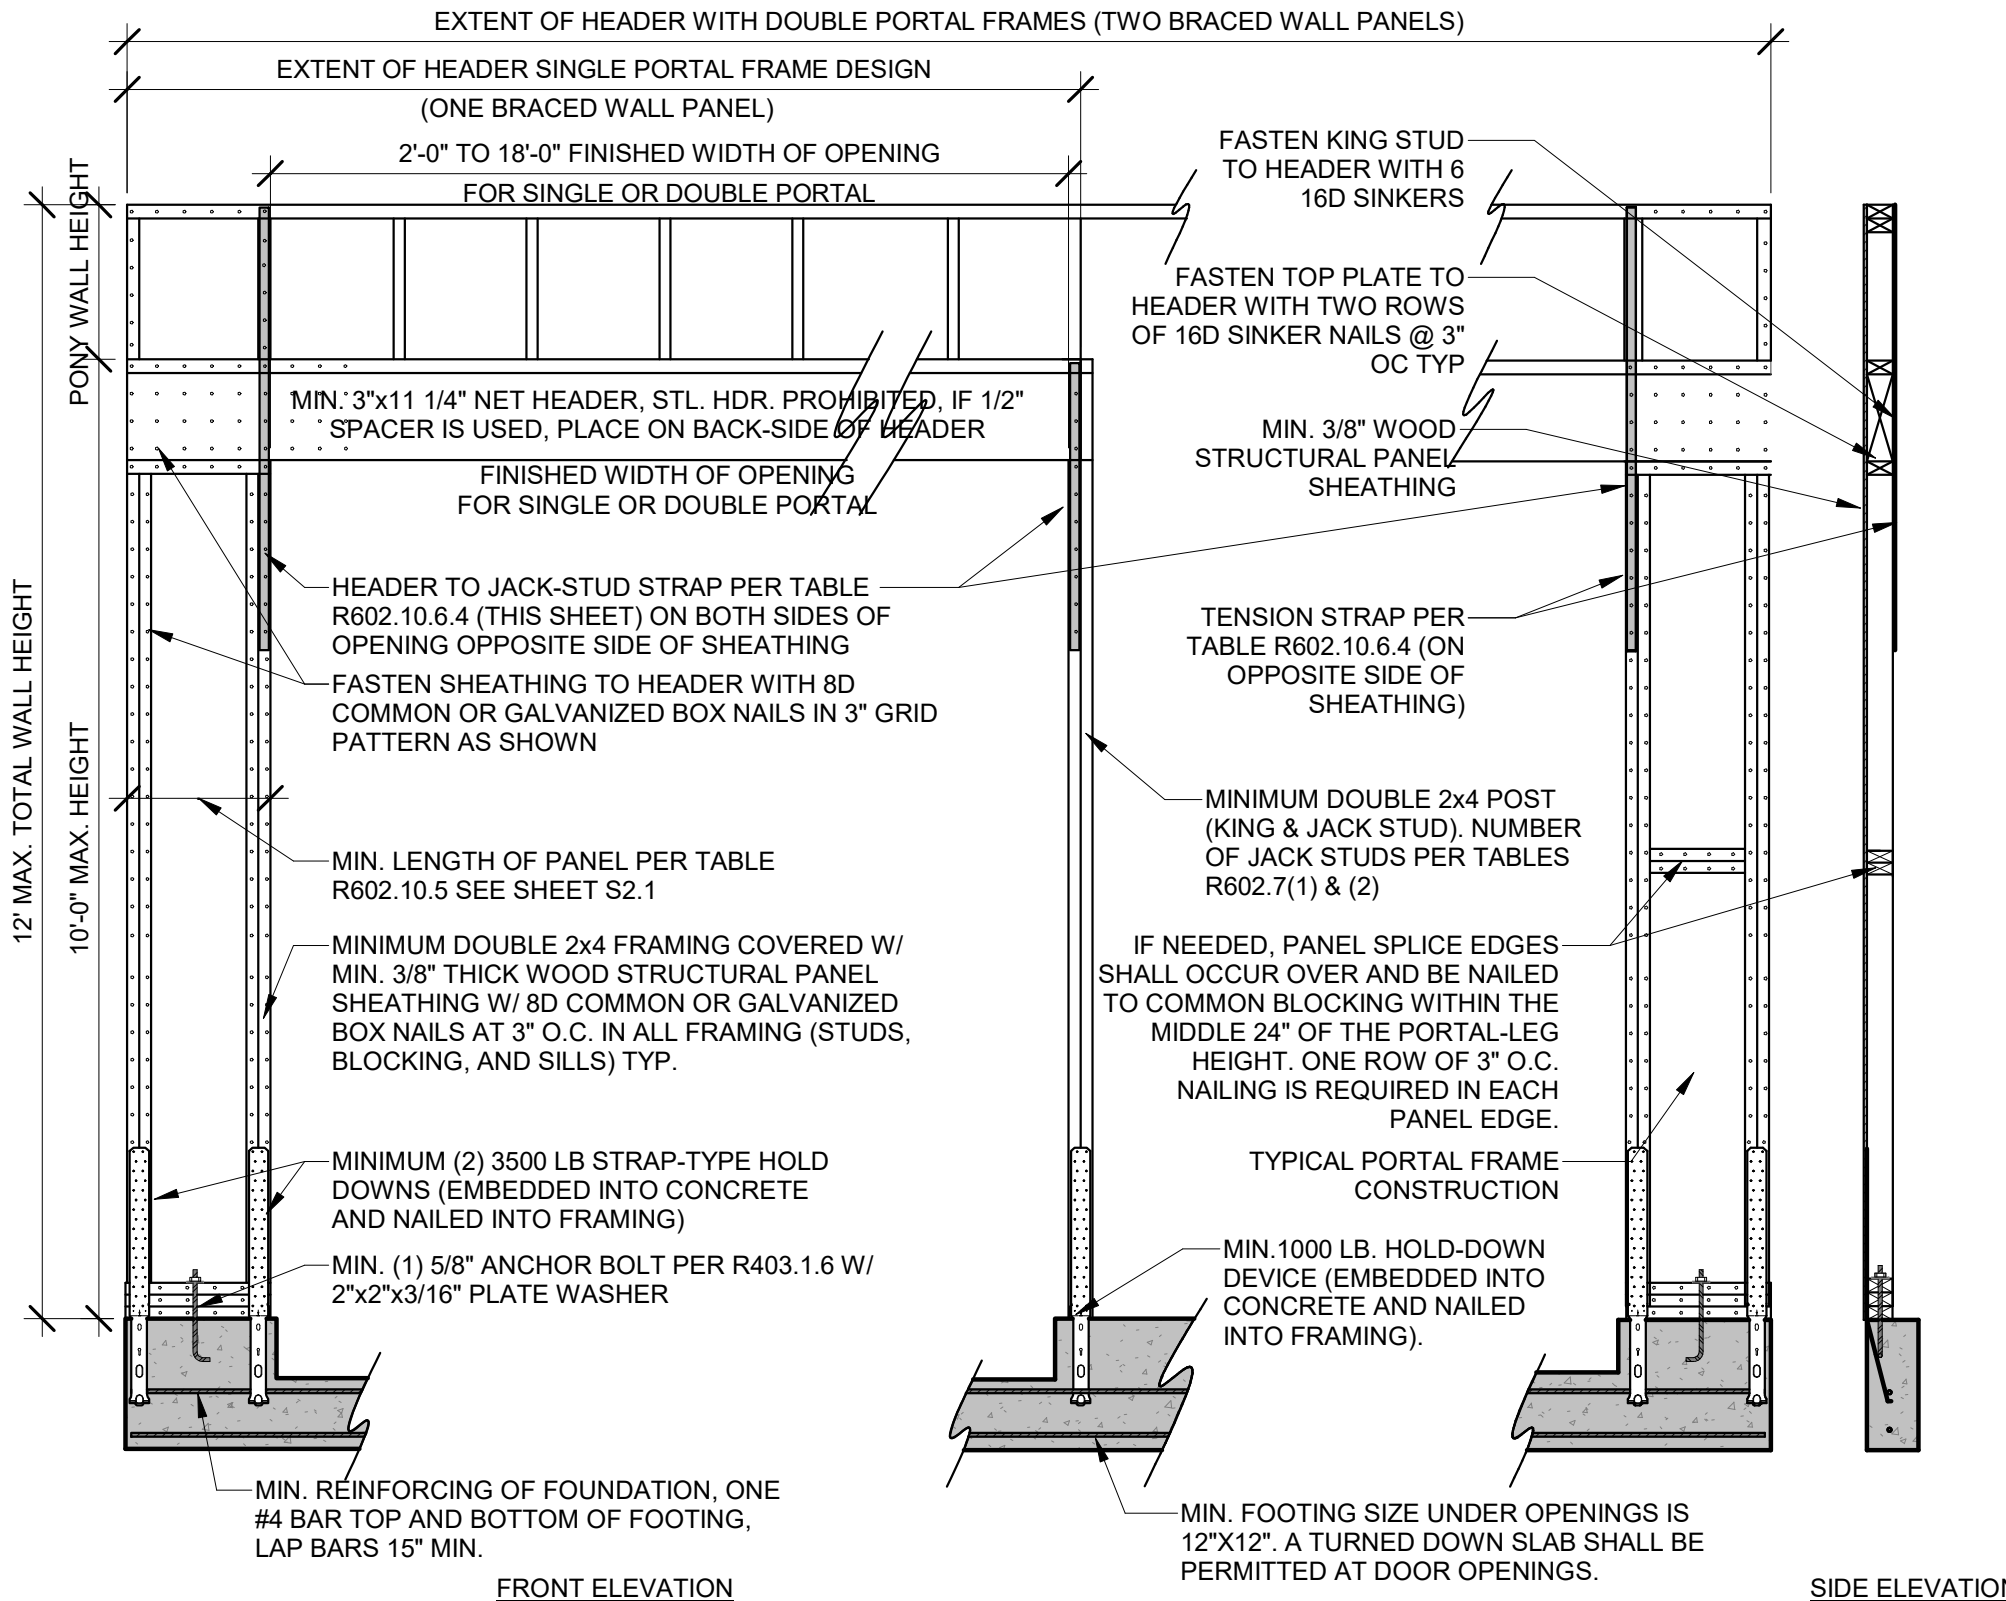 EXTENT OF HEADER WITH DOUBLE PORTAL FRAMES (TWO BRACED WALL PANELS)
EXTENT OF HEADER SINGLE PORTAL FRAME DESIGN
(ONE BRACED WALL PANEL)
2'-0" TO 18'-0" FINISHED WIDTH OF OPENING
FOR SINGLE OR DOUBLE PORTAL
FASTEN KING STUD
TO HEADER WITH 6
16D SINKERS
PONY WALL HEIGHT
FASTEN TOP PLATE TO
HEADER WITH TWO ROWS
OF 16D SINKER NAILS @ 3"
OC TYP
MIN. 3"x11 1/4" NET HEADER, STL. HDR. PROHIBITED, IF 1/2"
SPACER IS USED, PLACE ON BACK-SIDE OF HEADER
MIN. 3/8" WOOD
STRUCTURAL PANEL
SHEATHING
FINISHED WIDTH OF OPENING
FOR SINGLE OR DOUBLE PORTAL
12' MAX. TOTAL WALL HEIGHT
10'-0" MAX. HEIGHT
HEADER TO JACK-STUD STRAP PER TABLE
R602.10.6.4 (THIS SHEET) ON BOTH SIDES OF
OPENING OPPOSITE SIDE OF SHEATHING
TENSION STRAP PER
TABLE R602.10.6.4 (ON
OPPOSITE SIDE OF
SHEATHING)
FASTEN SHEATHING TO HEADER WITH 8D
COMMON OR GALVANIZED BOX NAILS IN 3" GRID
PATTERN AS SHOWN
MINIMUM DOUBLE 2x4 POST
(KING & JACK STUD). NUMBER
OF JACK STUDS PER TABLES
R602.7(1) & (2)
MIN. LENGTH OF PANEL PER TABLE
R602.10.5 SEE SHEET S2.1
MINIMUM DOUBLE 2x4 FRAMING COVERED W/
MIN. 3/8" THICK WOOD STRUCTURAL PANEL
SHEATHING W/ 8D COMMON OR GALVANIZED
BOX NAILS AT 3" O.C. IN ALL FRAMING (STUDS,
BLOCKING, AND SILLS) TYP.
IF NEEDED, PANEL SPLICE EDGES
SHALL OCCUR OVER AND BE NAILED
TO COMMON BLOCKING WITHIN THE
MIDDLE 24" OF THE PORTAL-LEG
HEIGHT. ONE ROW OF 3" O.C.
NAILING IS REQUIRED IN EACH
PANEL EDGE.
MINIMUM (2) 3500 LB STRAP-TYPE HOLD
DOWNS (EMBEDDED INTO CONCRETE
AND NAILED INTO FRAMING)
TYPICAL PORTAL FRAME
CONSTRUCTION
MIN. (1) 5/8" ANCHOR BOLT PER R403.1.6 W/
2"x2"x3/16" PLATE WASHER
MIN.1000 LB. HOLD-DOWN
DEVICE (EMBEDDED INTO
CONCRETE AND NAILED
INTO FRAMING).
MIN. REINFORCING OF FOUNDATION, ONE
#4 BAR TOP AND BOTTOM OF FOOTING,
LAP BARS 15" MIN.
MIN. FOOTING SIZE UNDER OPENINGS IS
12"X12". A TURNED DOWN SLAB SHALL BE
PERMITTED AT DOOR OPENINGS.
FRONT ELEVATION
SIDE ELEVATION